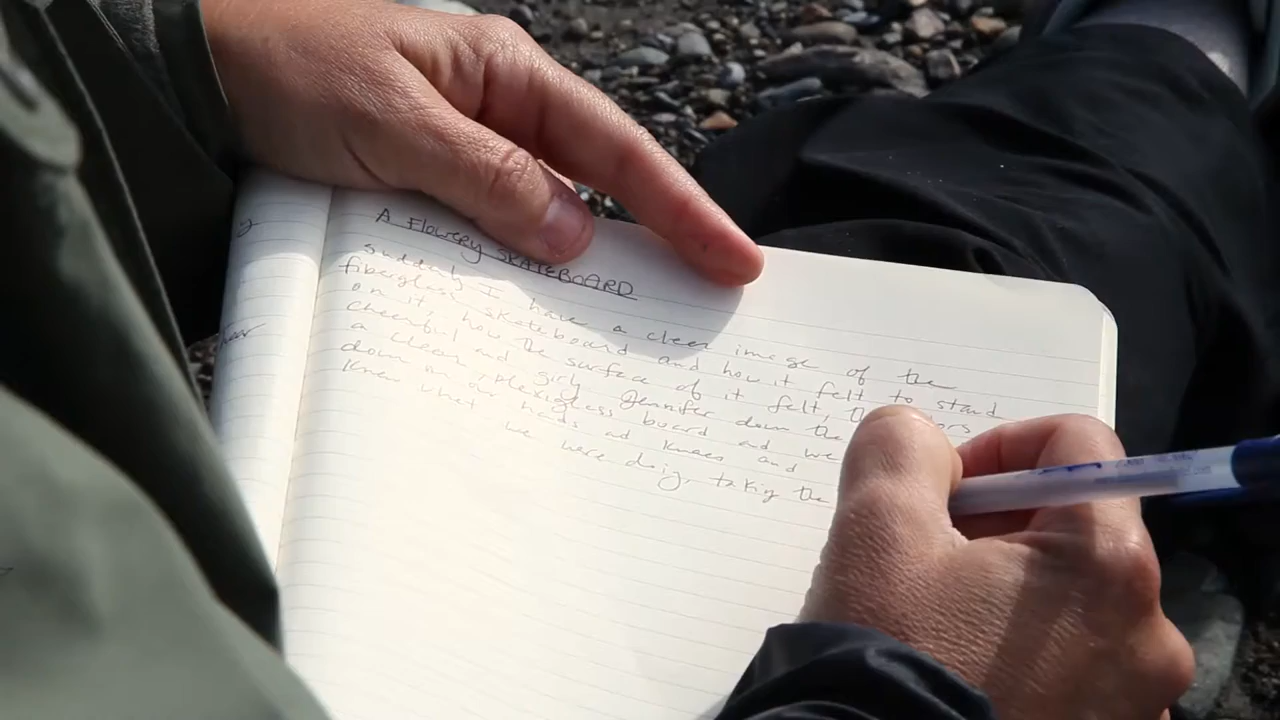 A Flowery SKATEBOARD
suddenly I have a clear image of the
fiberglass skateboard and how it felt to stand
on it, how the surface of it felt, the
cheerful and girly Jennifer down the
a clear plexigless board and we
down on our hands and knees and
knew what we were doing, taking the